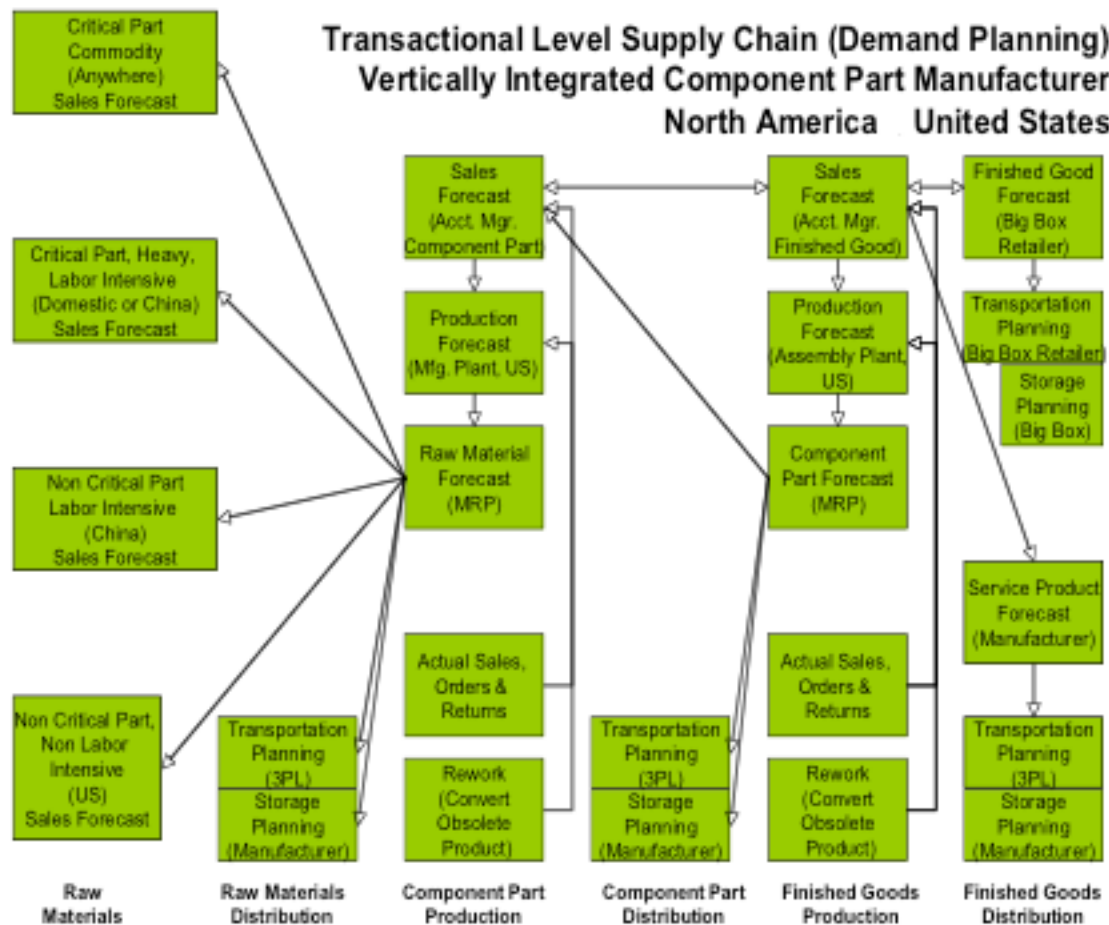 Transactional Level Supply Chain (Demand Planning)
Vertically Integrated Component Part Manufacturer
North America United States
Critical Part
Commodity
(Anywhere)
Sales Forecast
Critical Part, Heavy,
Labor Intensive
(Domestic or China)
Sales Forecast
Non Critical Part
Labor Intensive
(China)
Sales Forecast
Non Critical Part,
Non Labor
Intensive
(US)
Sales Forecast
Transportation
Planning
(3PL)
Storage
Planning
(Manufacturer)
Sales
Forecast
(Acct. Mgr.
Component Part)
Production
Forecast
(Mfg. Plant, US)
Raw Material
Forecast
(MRP)
Actual Sales,
Orders &
Returns
Rework
(Convert
Obsolete
Product)
Transportation
Planning
(3PL)
Storage
Planning
(Manufacturer)
Sales
Forecast
(Acct. Mgr.
Finished Good)
Production
Forecast
(Assembly Plant,
US)
Component
Part Forecast
(MRP)
Actual Sales,
Orders &
Returns
Rework
(Convert
Obsolete
Product)
Finished Good
Forecast
(Big Box
Retailer)
Transportation
Planning
(Big Box Retailer)
Storage
Planning
(Big Box)
Service Product
Forecast
(Manufacturer)
Transportation
Planning
(3PL)
Storage
Planning
(Manufacturer)
Raw
Materials
Raw Materials
Distribution
Component Part
Production
Component Part
Distribution
Finished Goods
Production
Finished Goods
Distribution